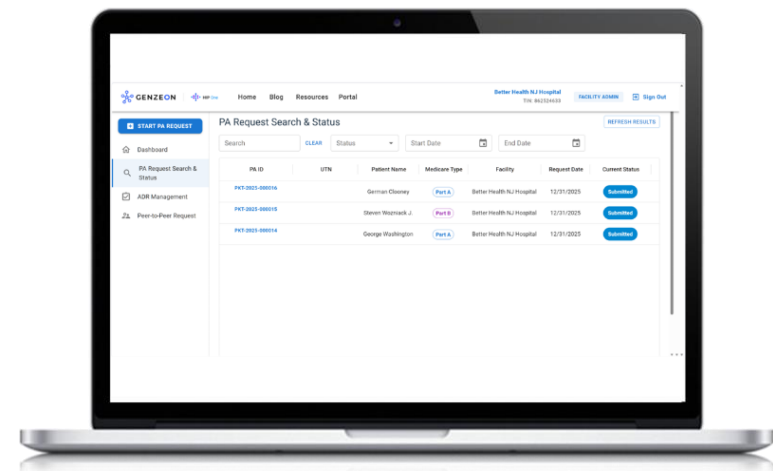 GENZEON
Home Blog Resources Portal
Better Health NJ Hospital
FACILITY ADMIN
Sign Out
START PA REQUEST
Dashboard
PA Request Search & Status
ADR Management
Peer-to-Peer Request
PA Request Search & Status
REFRESH RESULTS
Search CLEAR Status Start Date End Date
PA ID UTN Patient Name Medicare Type Facility Request Date Current Status
PKT-2025-000016 German Clooney Part A Better Health NJ Hospital 12/31/2025 Submitted
PKT-2025-000015 Steven Wozniack J. Part B Better Health NJ Hospital 12/31/2025 Submitted
PKT-2025-000014 George Washington Part A Better Health NJ Hospital 12/31/2025 Submitted